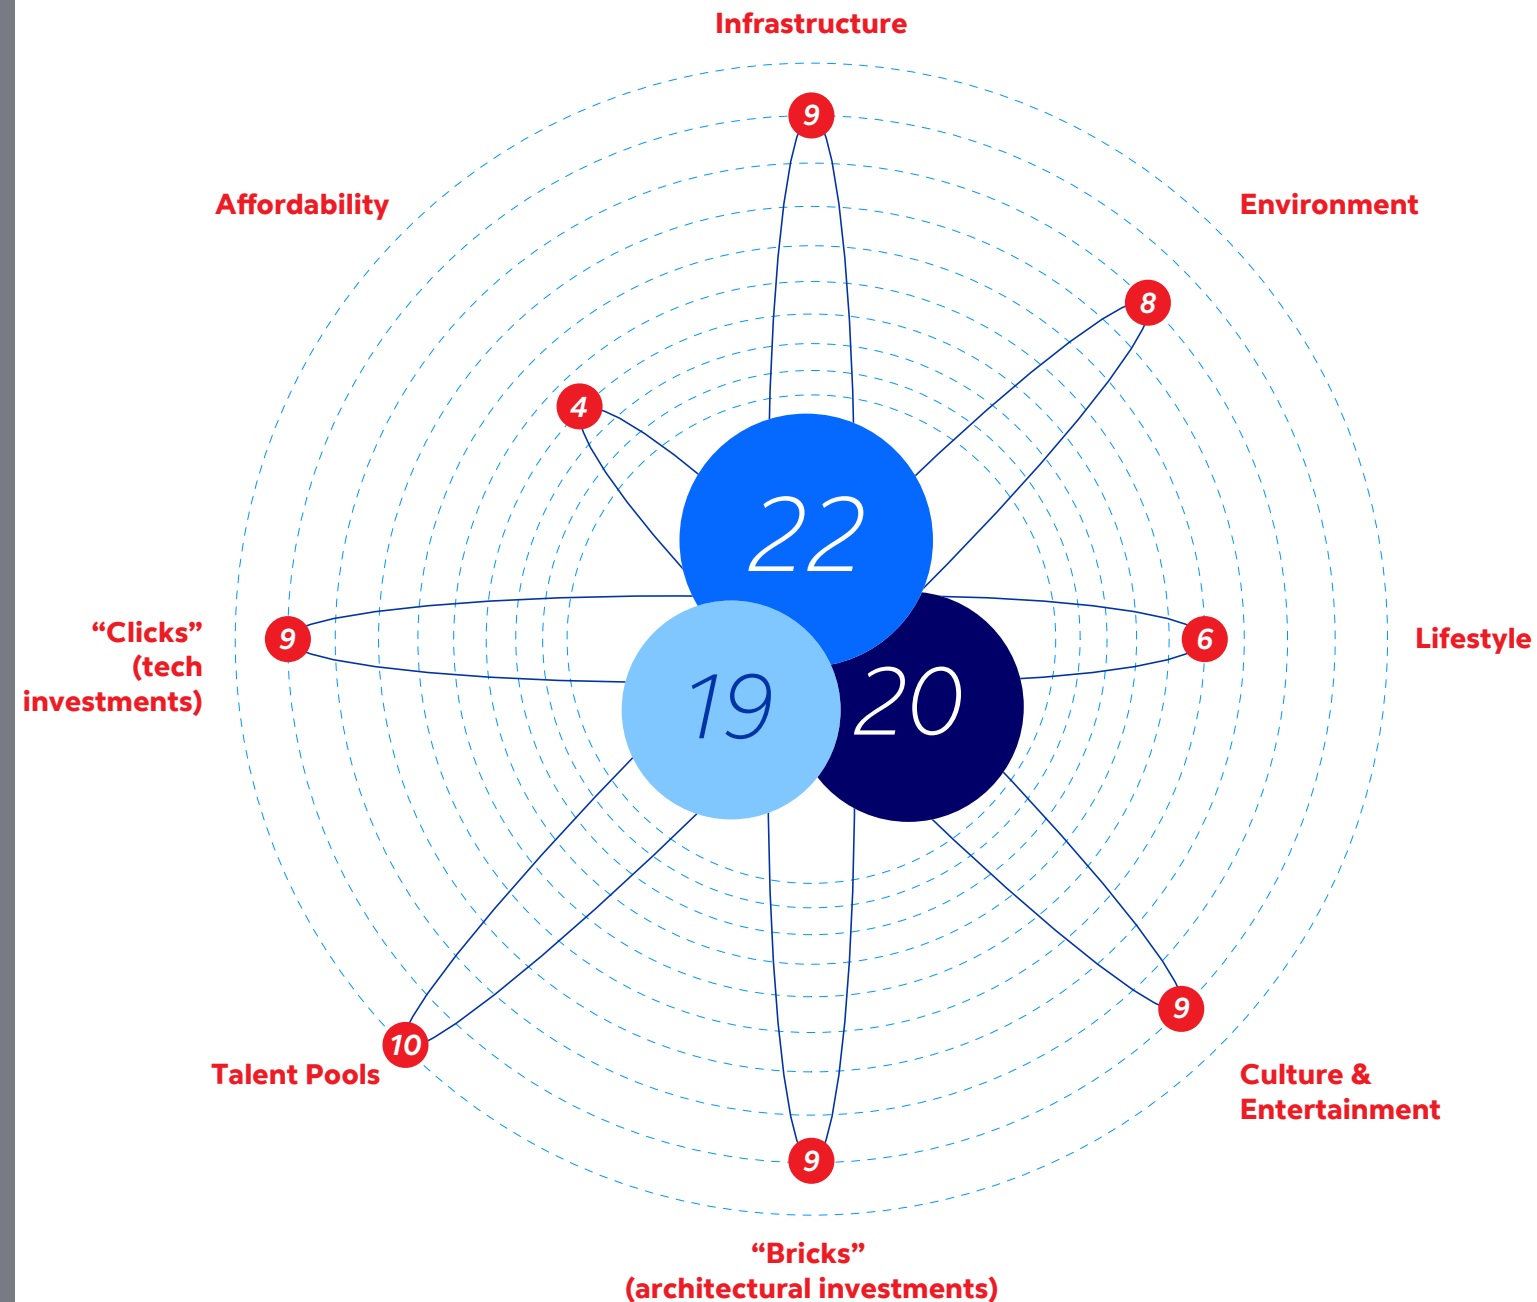 Infrastructure
9
Affordability
Environment
8
4
22
“Clicks”
(tech
investments)
9
6
Lifestyle
19
20
9
10
Talent Pools
Culture &
Entertainment
9
“Bricks”
(architectural investments)